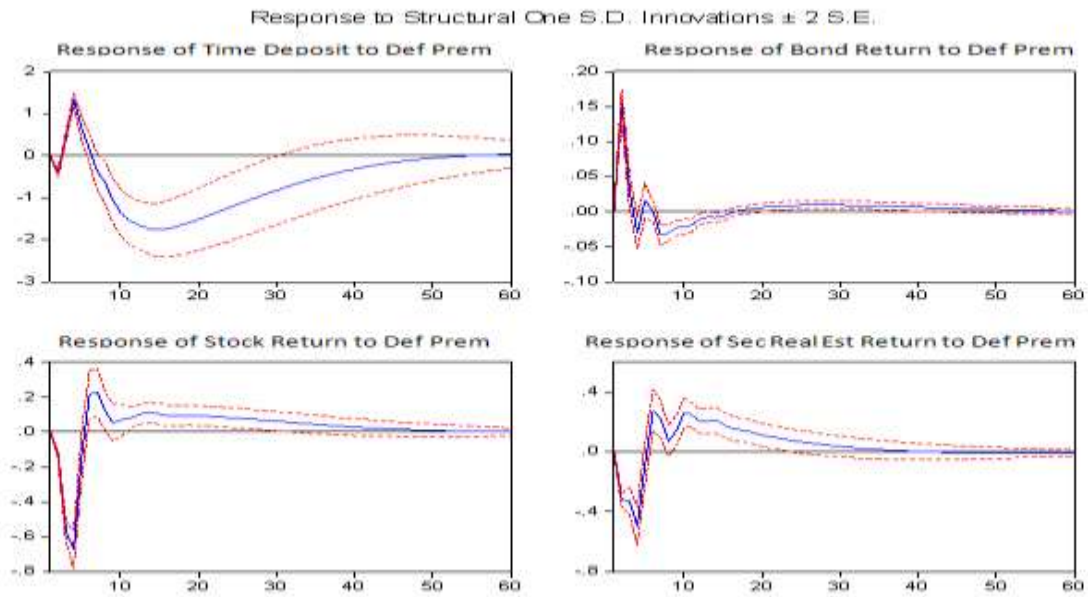 Response to Structural One S.D. Innovations ± 2 S.E.
Response of Time Deposit to Def Prem
2
1
0
-1
-2
-3
10 20 30 40 50 60
Response of Bond Return to Def Prem
.20
.15
.10
.05
.00
-.05
-.10
10 20 30 40 50 60
Response of Stock Return to Def Prem
.4
.2
.0
-.2
-.4
-.6
-.8
10 20 30 40 50 60
Response of Sec Real Est Return to Def Prem
.4
.0
-.4
-.8
10 20 30 40 50 60